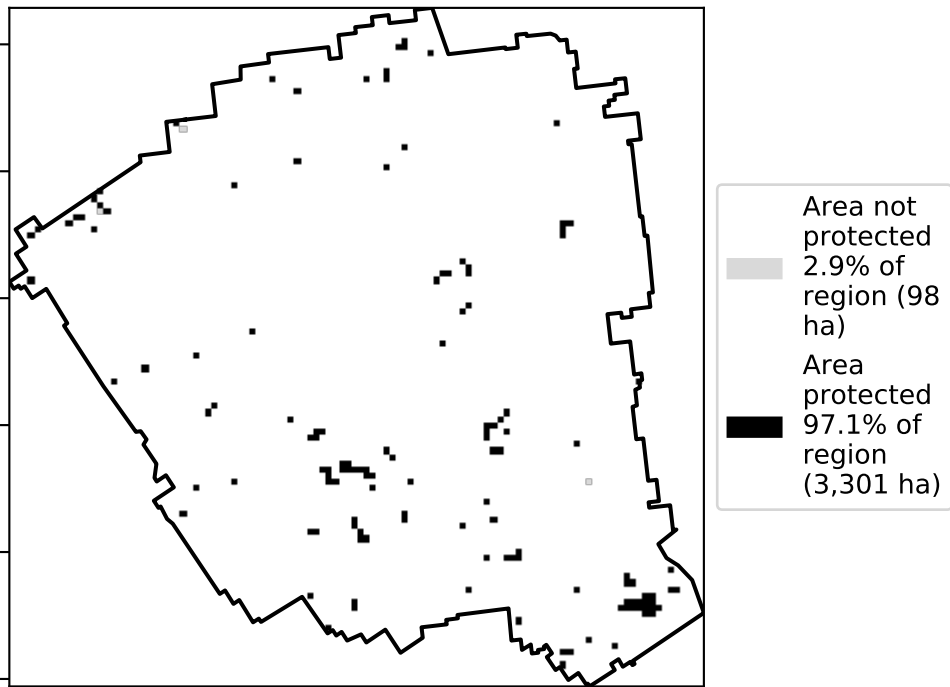 Area not
protected
2.9% of
region (98
ha)
Area
protected
97.1% of
region
(3,301 ha)